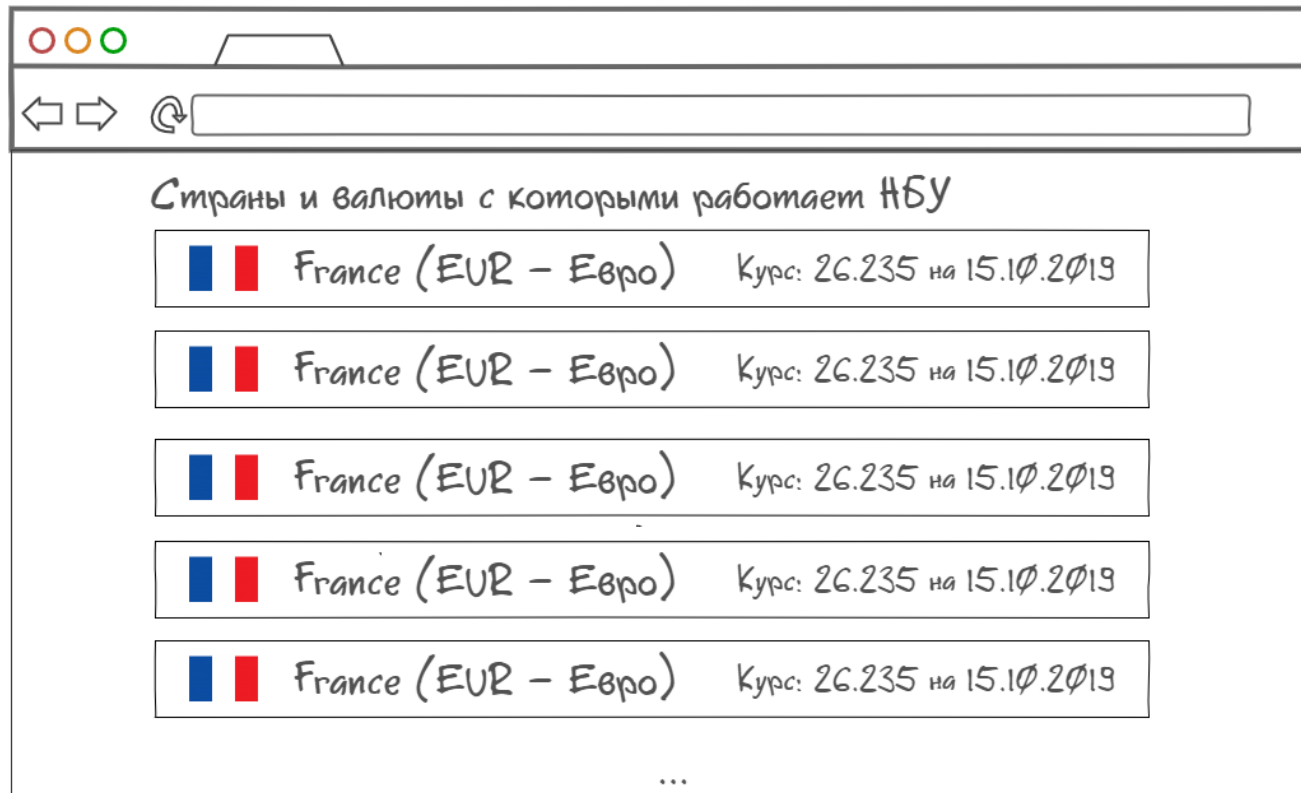 Страны и валюты с которыми работает НБУ
France (EUR – Евро) Курс: 26.235 на 15.10.2019
France (EUR – Евро) Курс: 26.235 на 15.10.2019
France (EUR – Евро) Курс: 26.235 на 15.10.2019
France (EUR – Евро) Курс: 26.235 на 15.10.2019
France (EUR – Евро) Курс: 26.235 на 15.10.2019
...